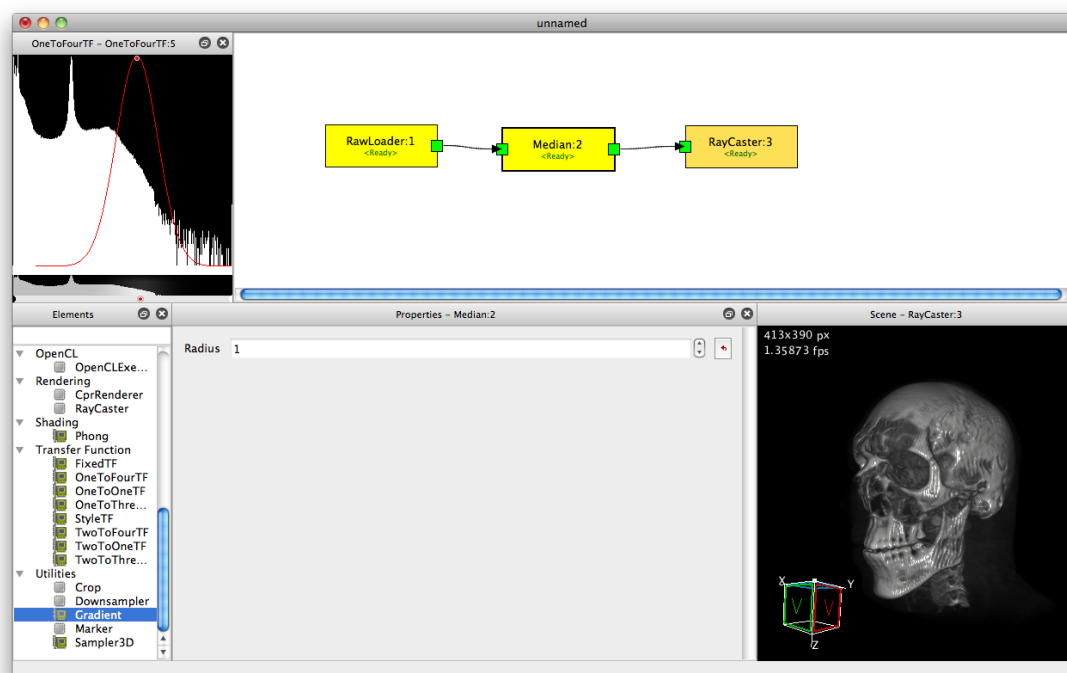 unnamed
OneToFourTF - OneToFourTF:5
RawLoader:1
<Ready>
Median:2
<Ready>
RayCaster:3
<Ready>
Elements
Properties - Median:2
Scene - RayCaster:3
OpenCL
OpenCLExe...
Rendering
CprRenderer
RayCaster
Shading
Phong
Transfer Function
FixedTF
OneToFourTF
OneToOneTF
OneToThre...
StyleTF
TwoToFourTF
TwoToOneTF
TwoToThre...
Utilities
Crop
Downsampler
Gradient
Marker
Sampler3D
Radius 1
413x390 px
1.35873 fps
X
Y
V V
Z